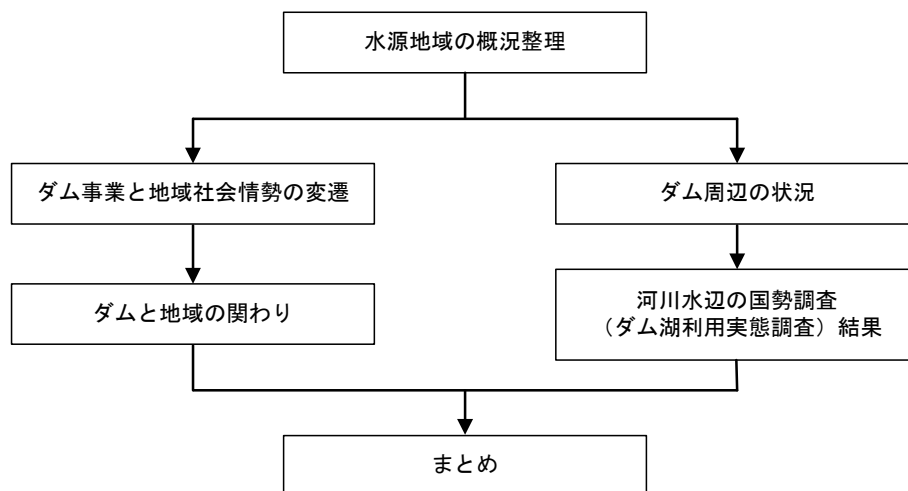 水源地域の概況整理
ダム事業と地域社会情勢の変遷
ダム周辺の状況
ダムと地域の関わり
河川水辺の国勢調査
（ダム湖利用実態調査）結果
まとめ